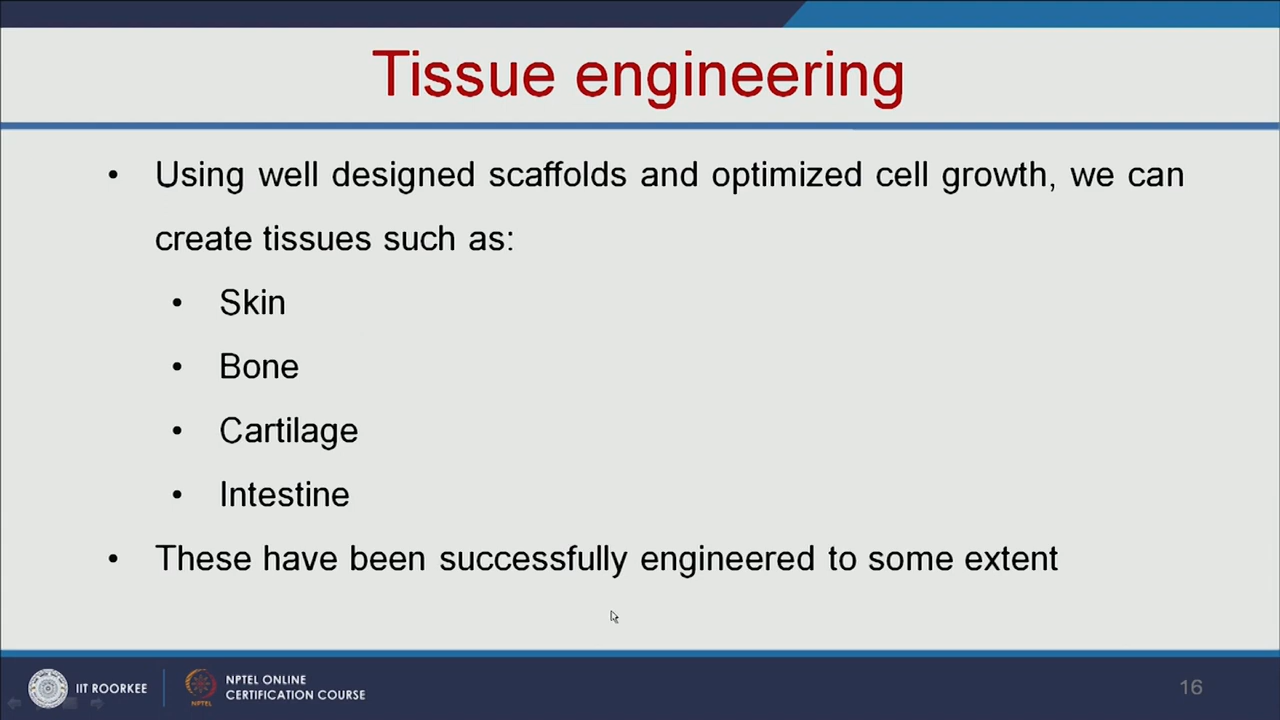 Tissue engineering
• Using well designed scaffolds and optimized cell growth, we can
create tissues such as:
• Skin
• Bone
• Cartilage
• Intestine
• These have been successfully engineered to some extent
IIT ROORKEE
NPTEL
NPTEL ONLINE
CERTIFICATION COURSE
16